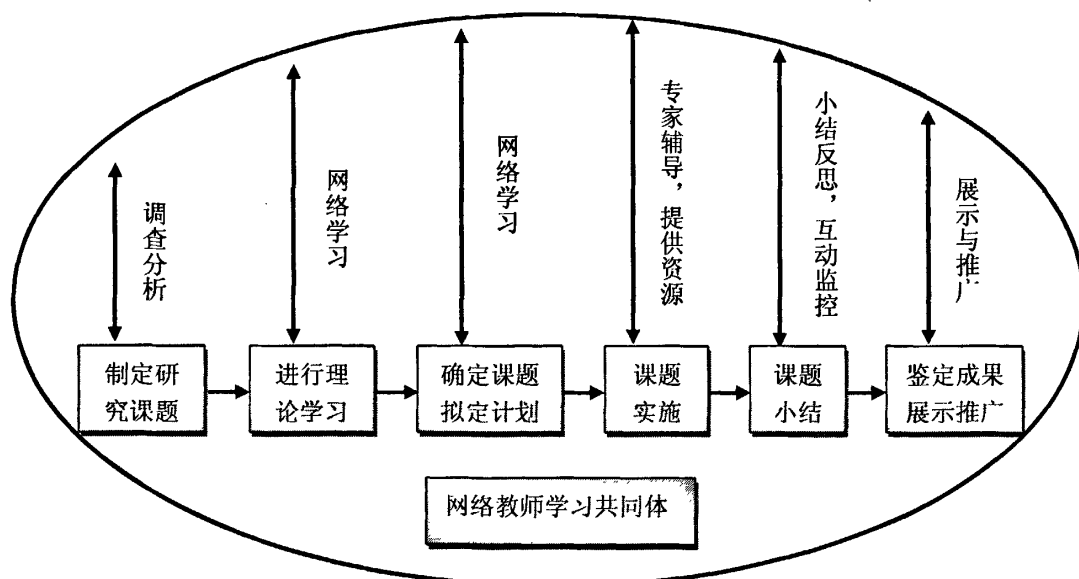 调查分析
网络学习
网络学习
专家辅导，提供资源
小结反思，互动监控
展示与推广
制定研
究课题
进行理
论学习
确定课题
拟定计划
课题
实施
课题
小结
鉴定成果
展示推广
网络教师学习共同体